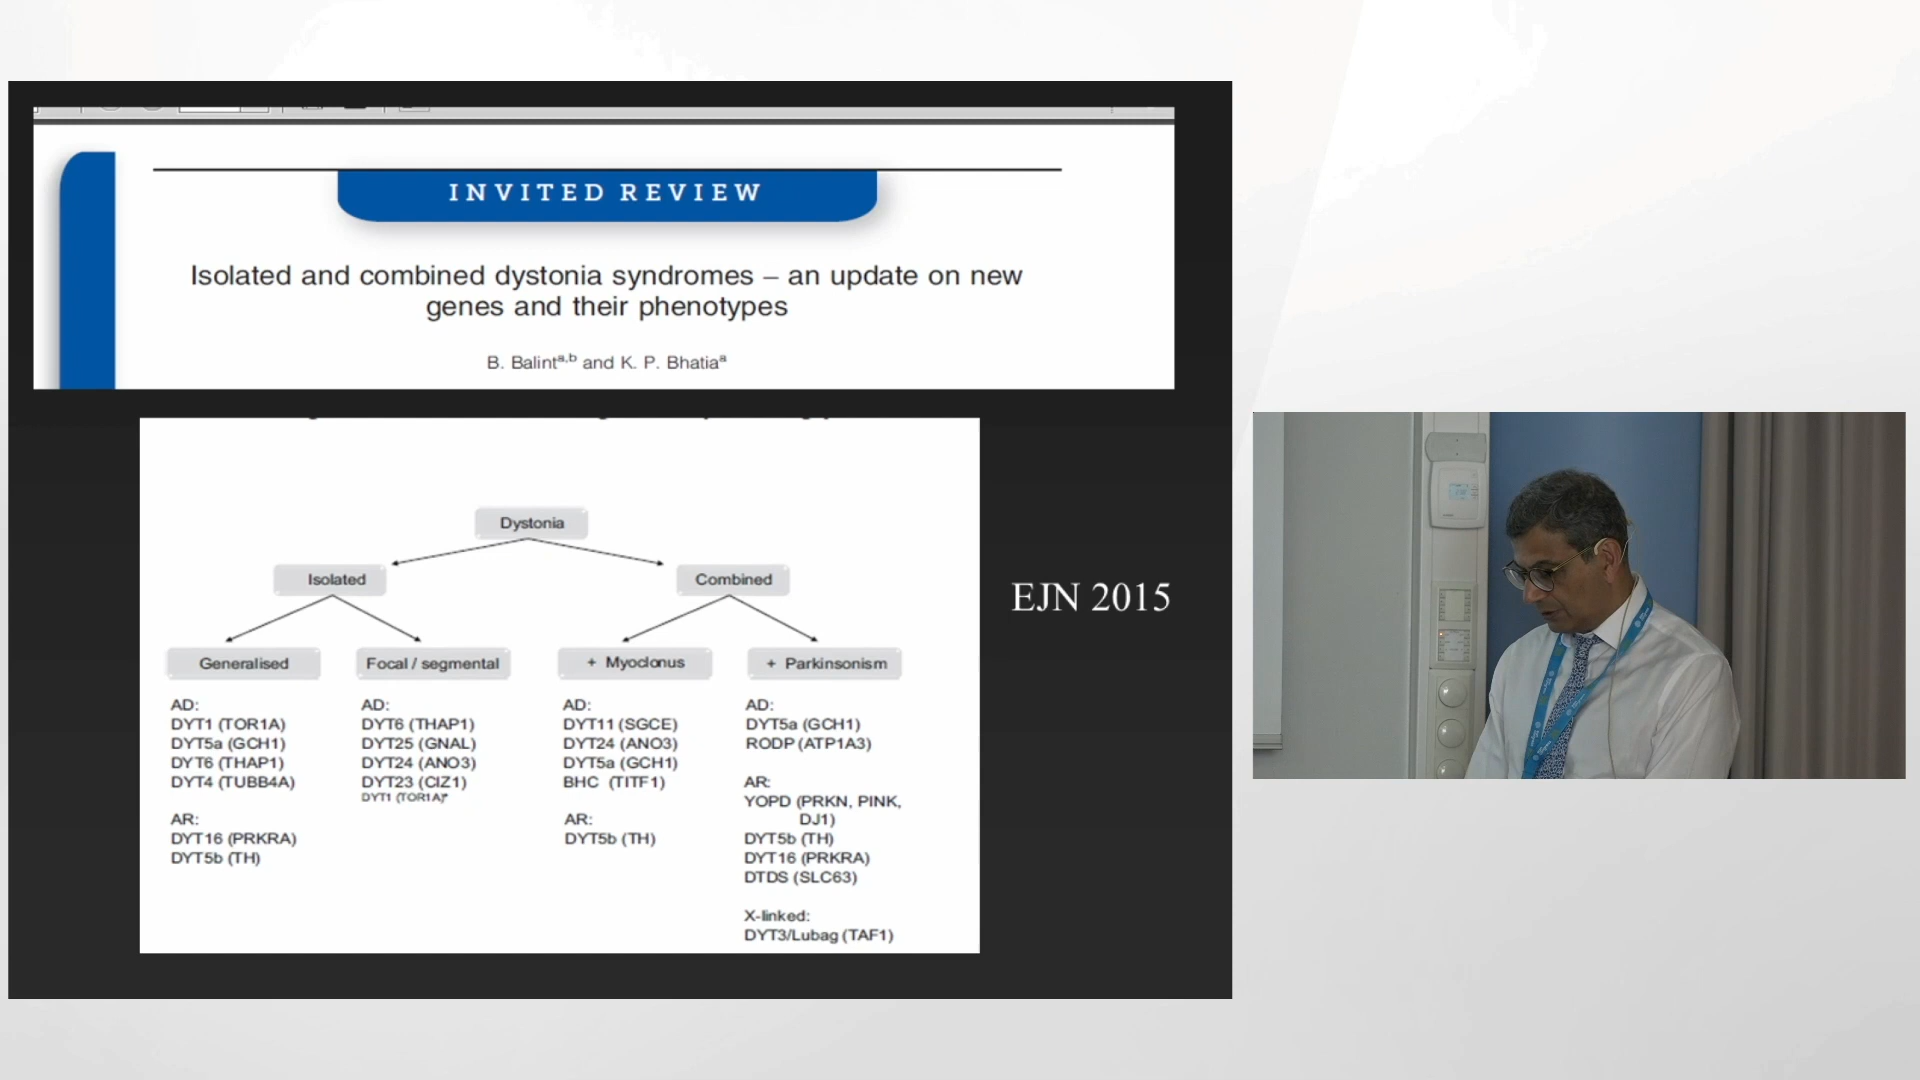 INVITED REVIEW
Isolated and combined dystonia syndromes – an update on new
genes and their phenotypes
B. Balint^a,b and K. P. Bhatia^a
Dystonia
Isolated
Combined
Generalised
Focal / segmental
+ Myoclonus
+ Parkinsonism
AD:
DYT1 (TOR1A)
DYT5a (GCH1)
DYT6 (THAP1)
DYT4 (TUBB4A)
AR:
DYT16 (PRKRA)
DYT5b (TH)
AD:
DYT6 (THAP1)
DYT25 (GNAL)
DYT24 (ANO3)
DYT23 (CIZ1)
DYT1 (TOR1A)*
AD:
DYT11 (SGCE)
DYT24 (ANO3)
DYT5a (GCH1)
BHC (TITF1)
AR:
DYT5b (TH)
AD:
DYT5a (GCH1)
RODP (ATP1A3)
AR:
YOPD (PRKN, PINK,
DJ1)
DYT5b (TH)
DYT16 (PRKRA)
DTDS (SLC63)
X-linked:
DYT3/Lubag (TAF1)
EJN 2015